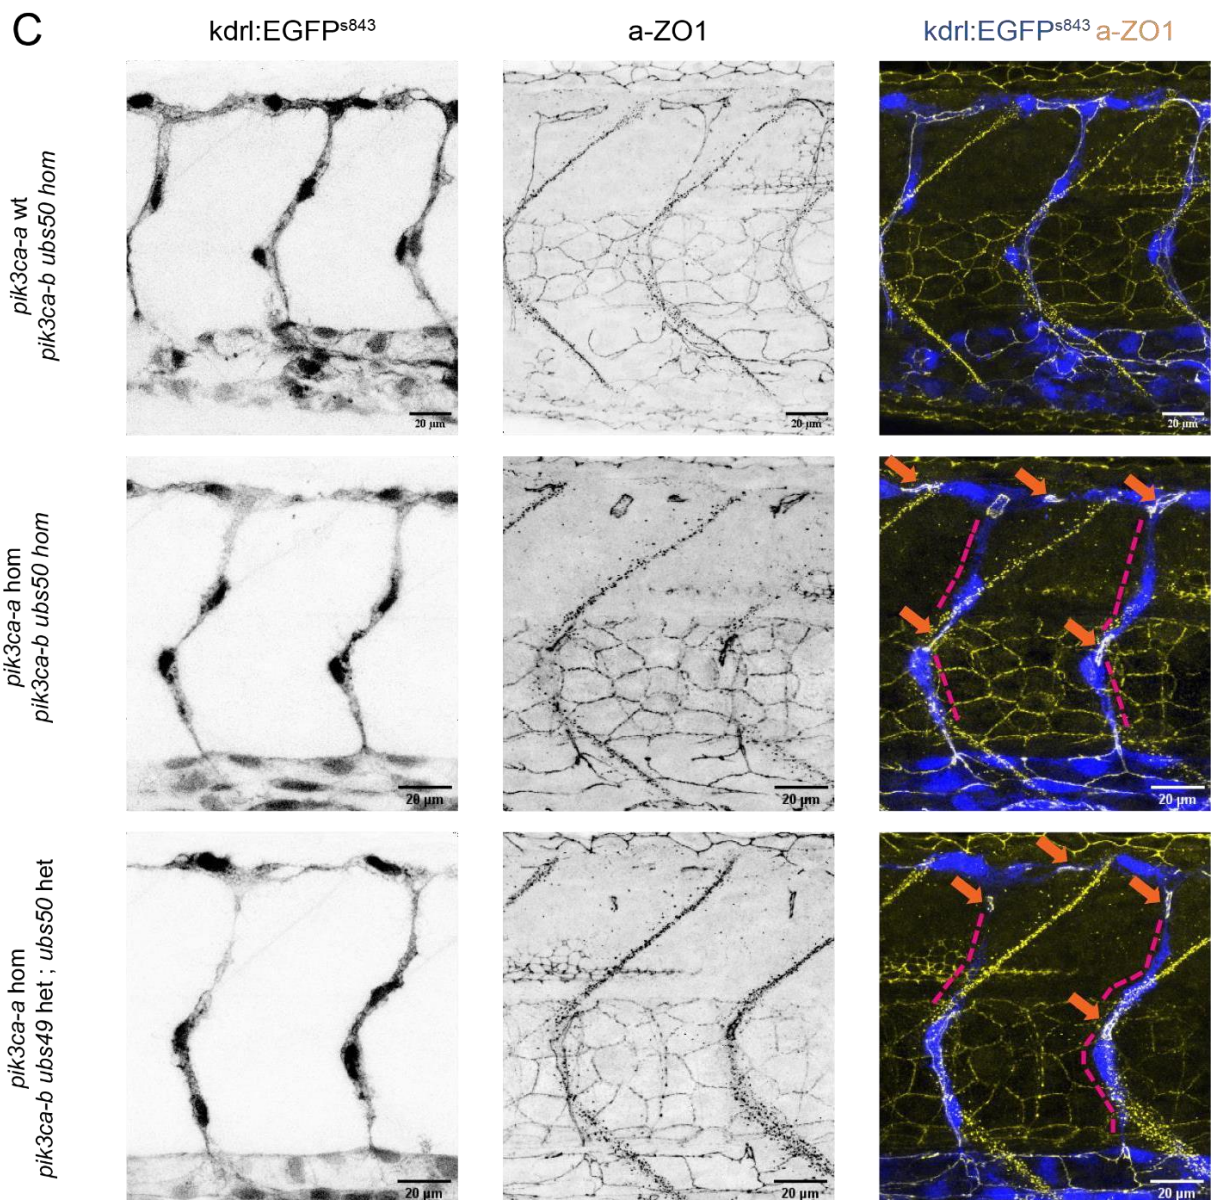 C
kdrl:EGFPs843
a-ZO1
kdrl:EGFPs843 a-ZO1
pik3ca-a wt
pik3ca-b ubs50 hom
20 µm
20 µm
20 µm
pik3ca-a hom
pik3ca-b ubs50 hom
20 µm
20 µm
20 µm
pik3ca-a hom
pik3ca-b ubs49 het ; ubs50 het
20 µm
20 µm
20 µm